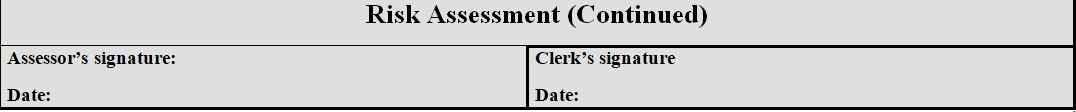 Risk Assessment (Continued)
Assessor’s signature:
Date:
Clerk’s signature
Date: